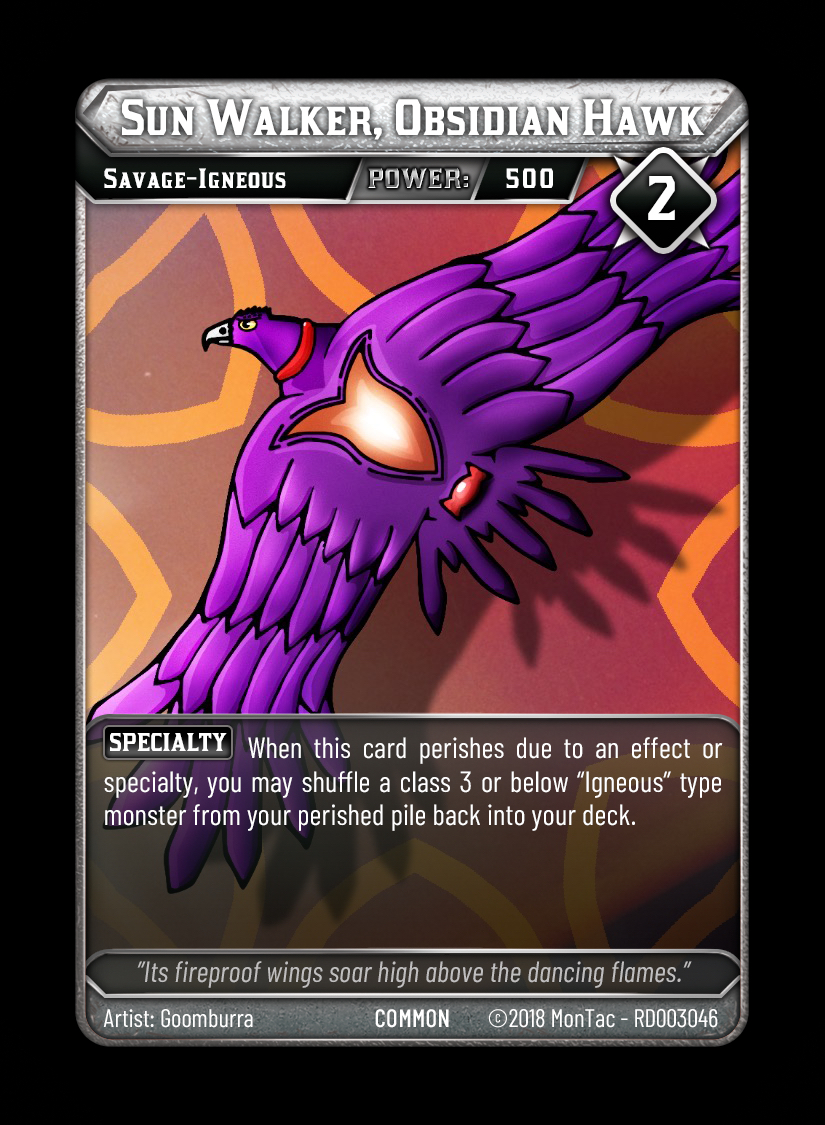 Sun Walker, Obsidian Hawk
Savage-Igneous POWER: 500 2
SPECIALTY When this card perishes due to an effect or
specialty, you may shuffle a class 3 or below “Igneous” type
monster from your perished pile back into your deck.
“Its fireproof wings soar high above the dancing flames.”
Artist: Goomburra COMMON ©2018 MonTac - RD003046